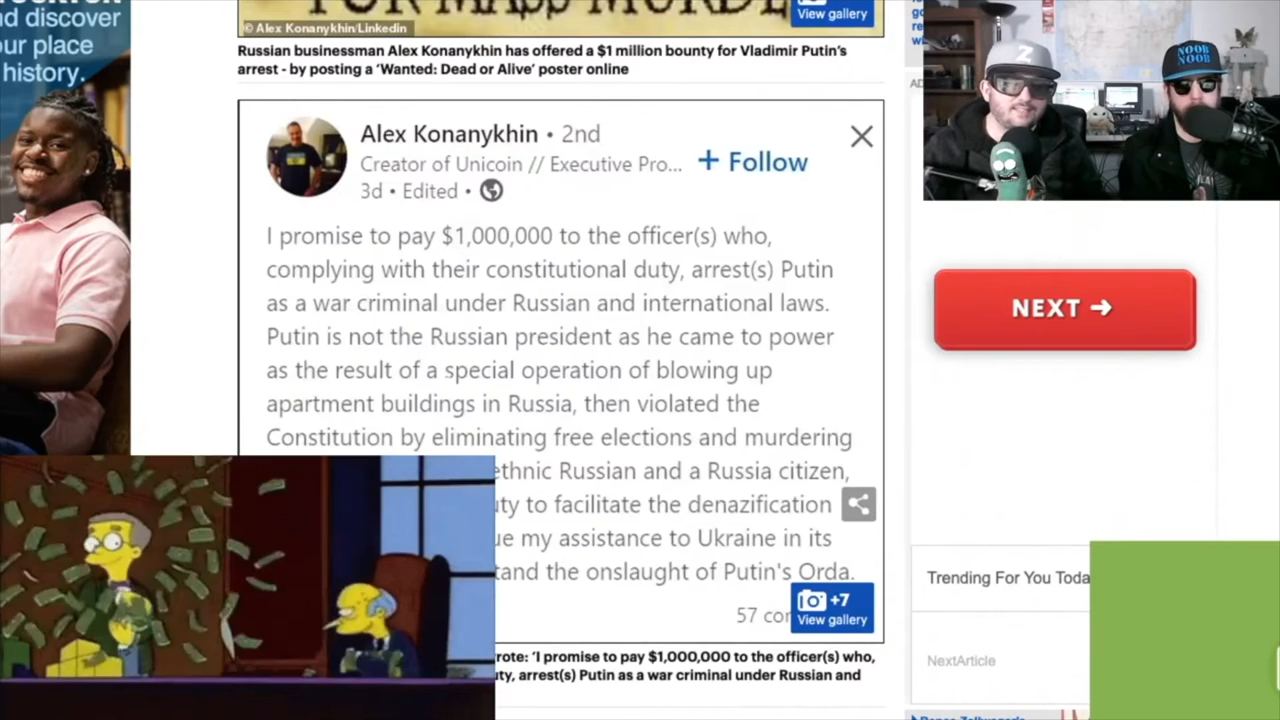 STOCKTON
nd discover
our place
history.
FOR MASS MURDE
© Alex Konanykhin/Linkedin
View gallery
Russian businessman Alex Konanykhin has offered a $1 million bounty for Vladimir Putin's
arrest - by posting a 'Wanted: Dead or Alive' poster online
Alex Konanykhin • 2nd
Creator of Unicoin // Executive Pro...
3d • Edited •
+ Follow
I promise to pay $1,000,000 to the officer(s) who,
complying with their constitutional duty, arrest(s) Putin
as a war criminal under Russian and international laws.
Putin is not the Russian president as he came to power
as the result of a special operation of blowing up
apartment buildings in Russia, then violated the
Constitution by eliminating free elections and murdering
ethnic Russian and a Russia citizen,
uty to facilitate the denazification
ue my assistance to Ukraine in its
tand the onslaught of Putin's Orda.
57 co
+7
View gallery
rote: 'I promise to pay $1,000,000 to the officer(s) who,
uty, arrest(s) Putin as a war criminal under Russian and
Z
NOOB
NOOB
NEXT →
Trending For You Toda
NextArticle